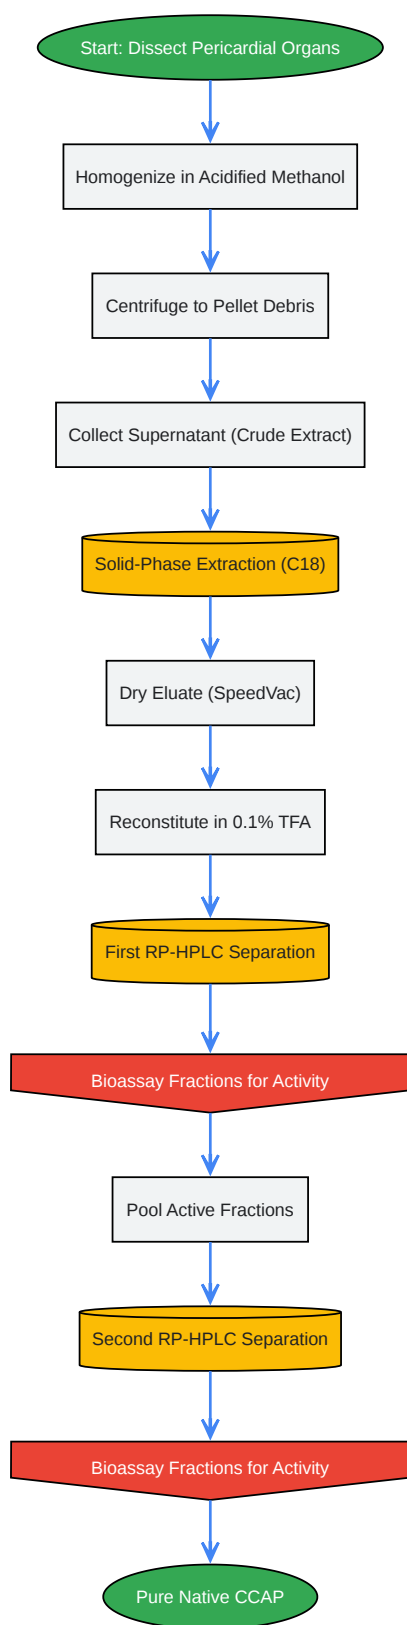 Start: Dissect Pericardial Organs
Homogenize in Acidified Methanol
Centrifuge to Pellet Debris
Collect Supernatant (Crude Extract)
Solid-Phase Extraction (C18)
Dry Eluate (SpeedVac)
Reconstitute in 0.1% TFA
First RP-HPLC Separation
Bioassay Fractions for Activity
Pool Active Fractions
Second RP-HPLC Separation
Bioassay Fractions for Activity
Pure Native CCAP